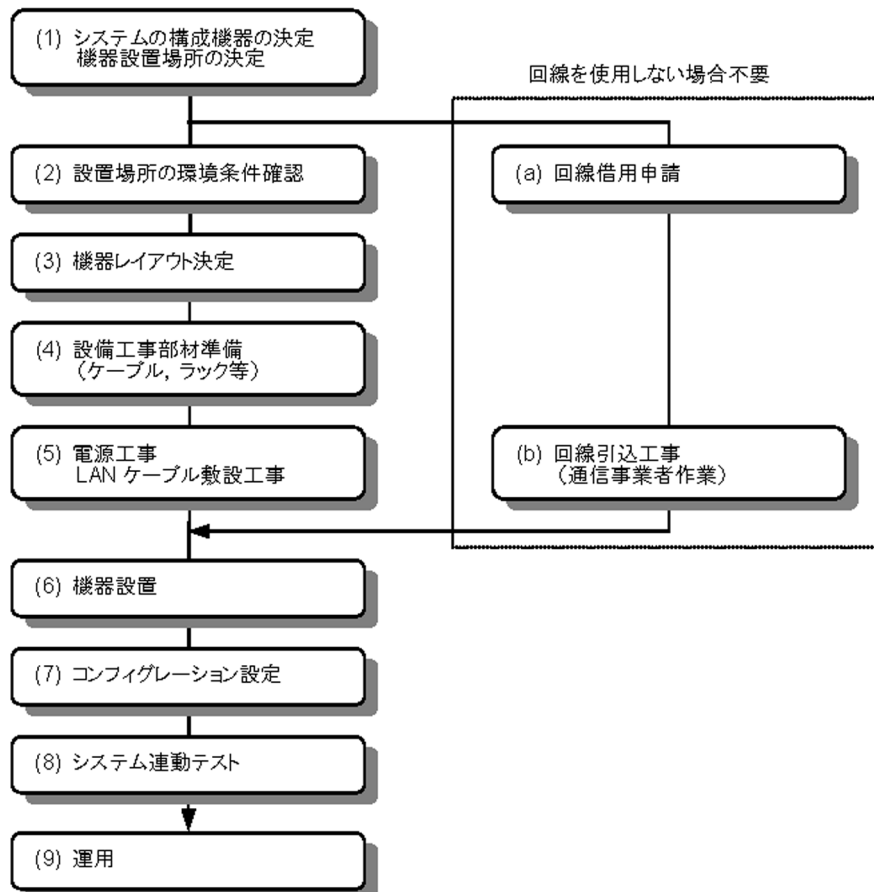 (1) システムの構成機器の決定
機器設置場所の決定
回線を使用しない場合不要
(2) 設置場所の環境条件確認
(a) 回線借用申請
(3) 機器レイアウト決定
(4) 設備工事部材準備
（ケーブル, ラック等）
(5) 電源工事
LAN ケーブル敷設工事
(b) 回線引込工事
（通信事業者作業）
(6) 機器設置
(7) コンフィグレーション設定
(8) システム連動テスト
(9) 運用